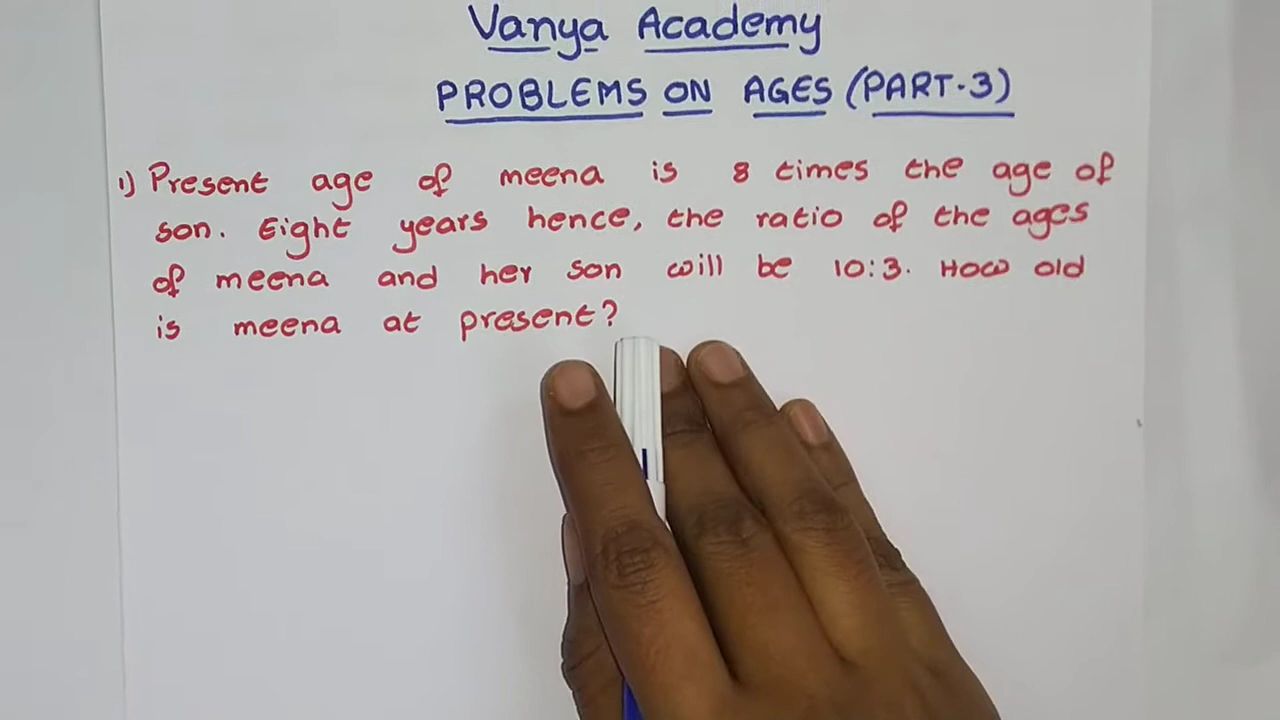 Vanya Academy
PROBLEMS ON AGES (PART-3)
1) Present age of meena is 8 times the age of
son. Eight years hence, the ratio of the ages
of meena and her son will be 10:3. How old
is meena at present?